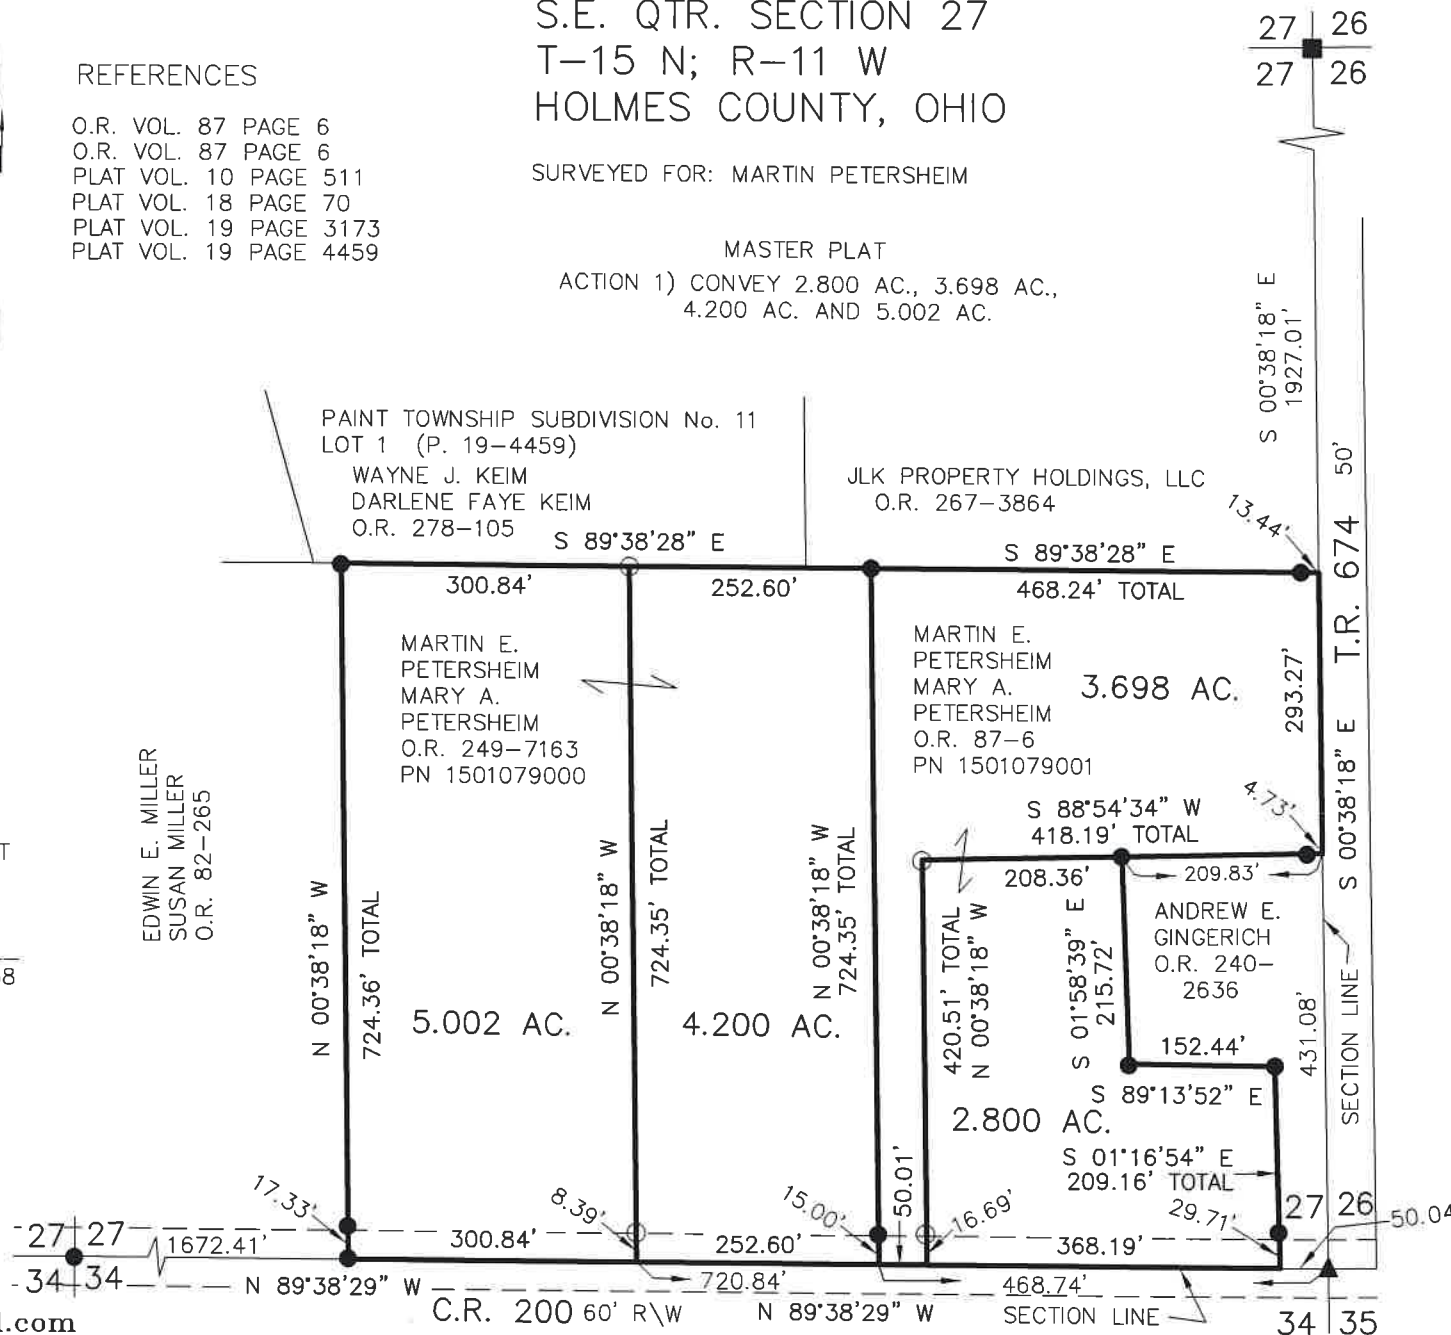 S.E. QTR. SECTION 27
T-15 N; R-11 W
HOLMES COUNTY, OHIO
SURVEYED FOR: MARTIN PETERSHEIM
MASTER PLAT
ACTION 1) CONVEY 2.800 AC., 3.698 AC.,
4.200 AC. AND 5.002 AC.
REFERENCES
O.R. VOL. 87 PAGE 6
O.R. VOL. 87 PAGE 6
PLAT VOL. 10 PAGE 511
PLAT VOL. 18 PAGE 70
PLAT VOL. 19 PAGE 3173
PLAT VOL. 19 PAGE 4459
27 26
27 26
S 00°38'18" E
1927.01'
50'
T.R. 674
S 00°38'18" E
PAINT TOWNSHIP SUBDIVISION No. 11
LOT 1 (P. 19-4459)
WAYNE J. KEIM
DARLENE FAYE KEIM
O.R. 278-105
JLK PROPERTY HOLDINGS, LLC
O.R. 267-3864
13.44'
S 89°38'28" E
S 89°38'28" E
300.84'
252.60'
468.24' TOTAL
MARTIN E.
PETERSHEIM
MARY A.
PETERSHEIM
O.R. 249-7163
PN 1501079000
MARTIN E.
PETERSHEIM
MARY A.
PETERSHEIM
O.R. 87-6
PN 1501079001
3.698 AC.
293.27'
4.73'
S 88°54'34" W
418.19' TOTAL
208.36'
209.83'
EDWIN E. MILLER
SUSAN MILLER
O.R. 82-265
T
8
N 00°38'18" W
724.36' TOTAL
N 00°38'18" W
724.35' TOTAL
N 00°38'18" W
724.35' TOTAL
420.51' TOTAL
N 00°38'18" W
S 01°58'39" E
215.72'
ANDREW E.
GINGERICH
O.R. 240-
2636
5.002 AC.
4.200 AC.
152.44'
S 89°13'52" E
431.08'
SECTION LINE
2.800 AC.
S 01°16'54" E
209.16' TOTAL
17.33'
8.39'
15.00'
50.01'
16.69'
29.71'
27 26
50.04
27 27
1672.41'
300.84'
252.60'
368.19'
34 34
N 89°38'29" W
720.84'
468.74'
C.R. 200 60' R\W
N 89°38'29" W
SECTION LINE
34 35
.com